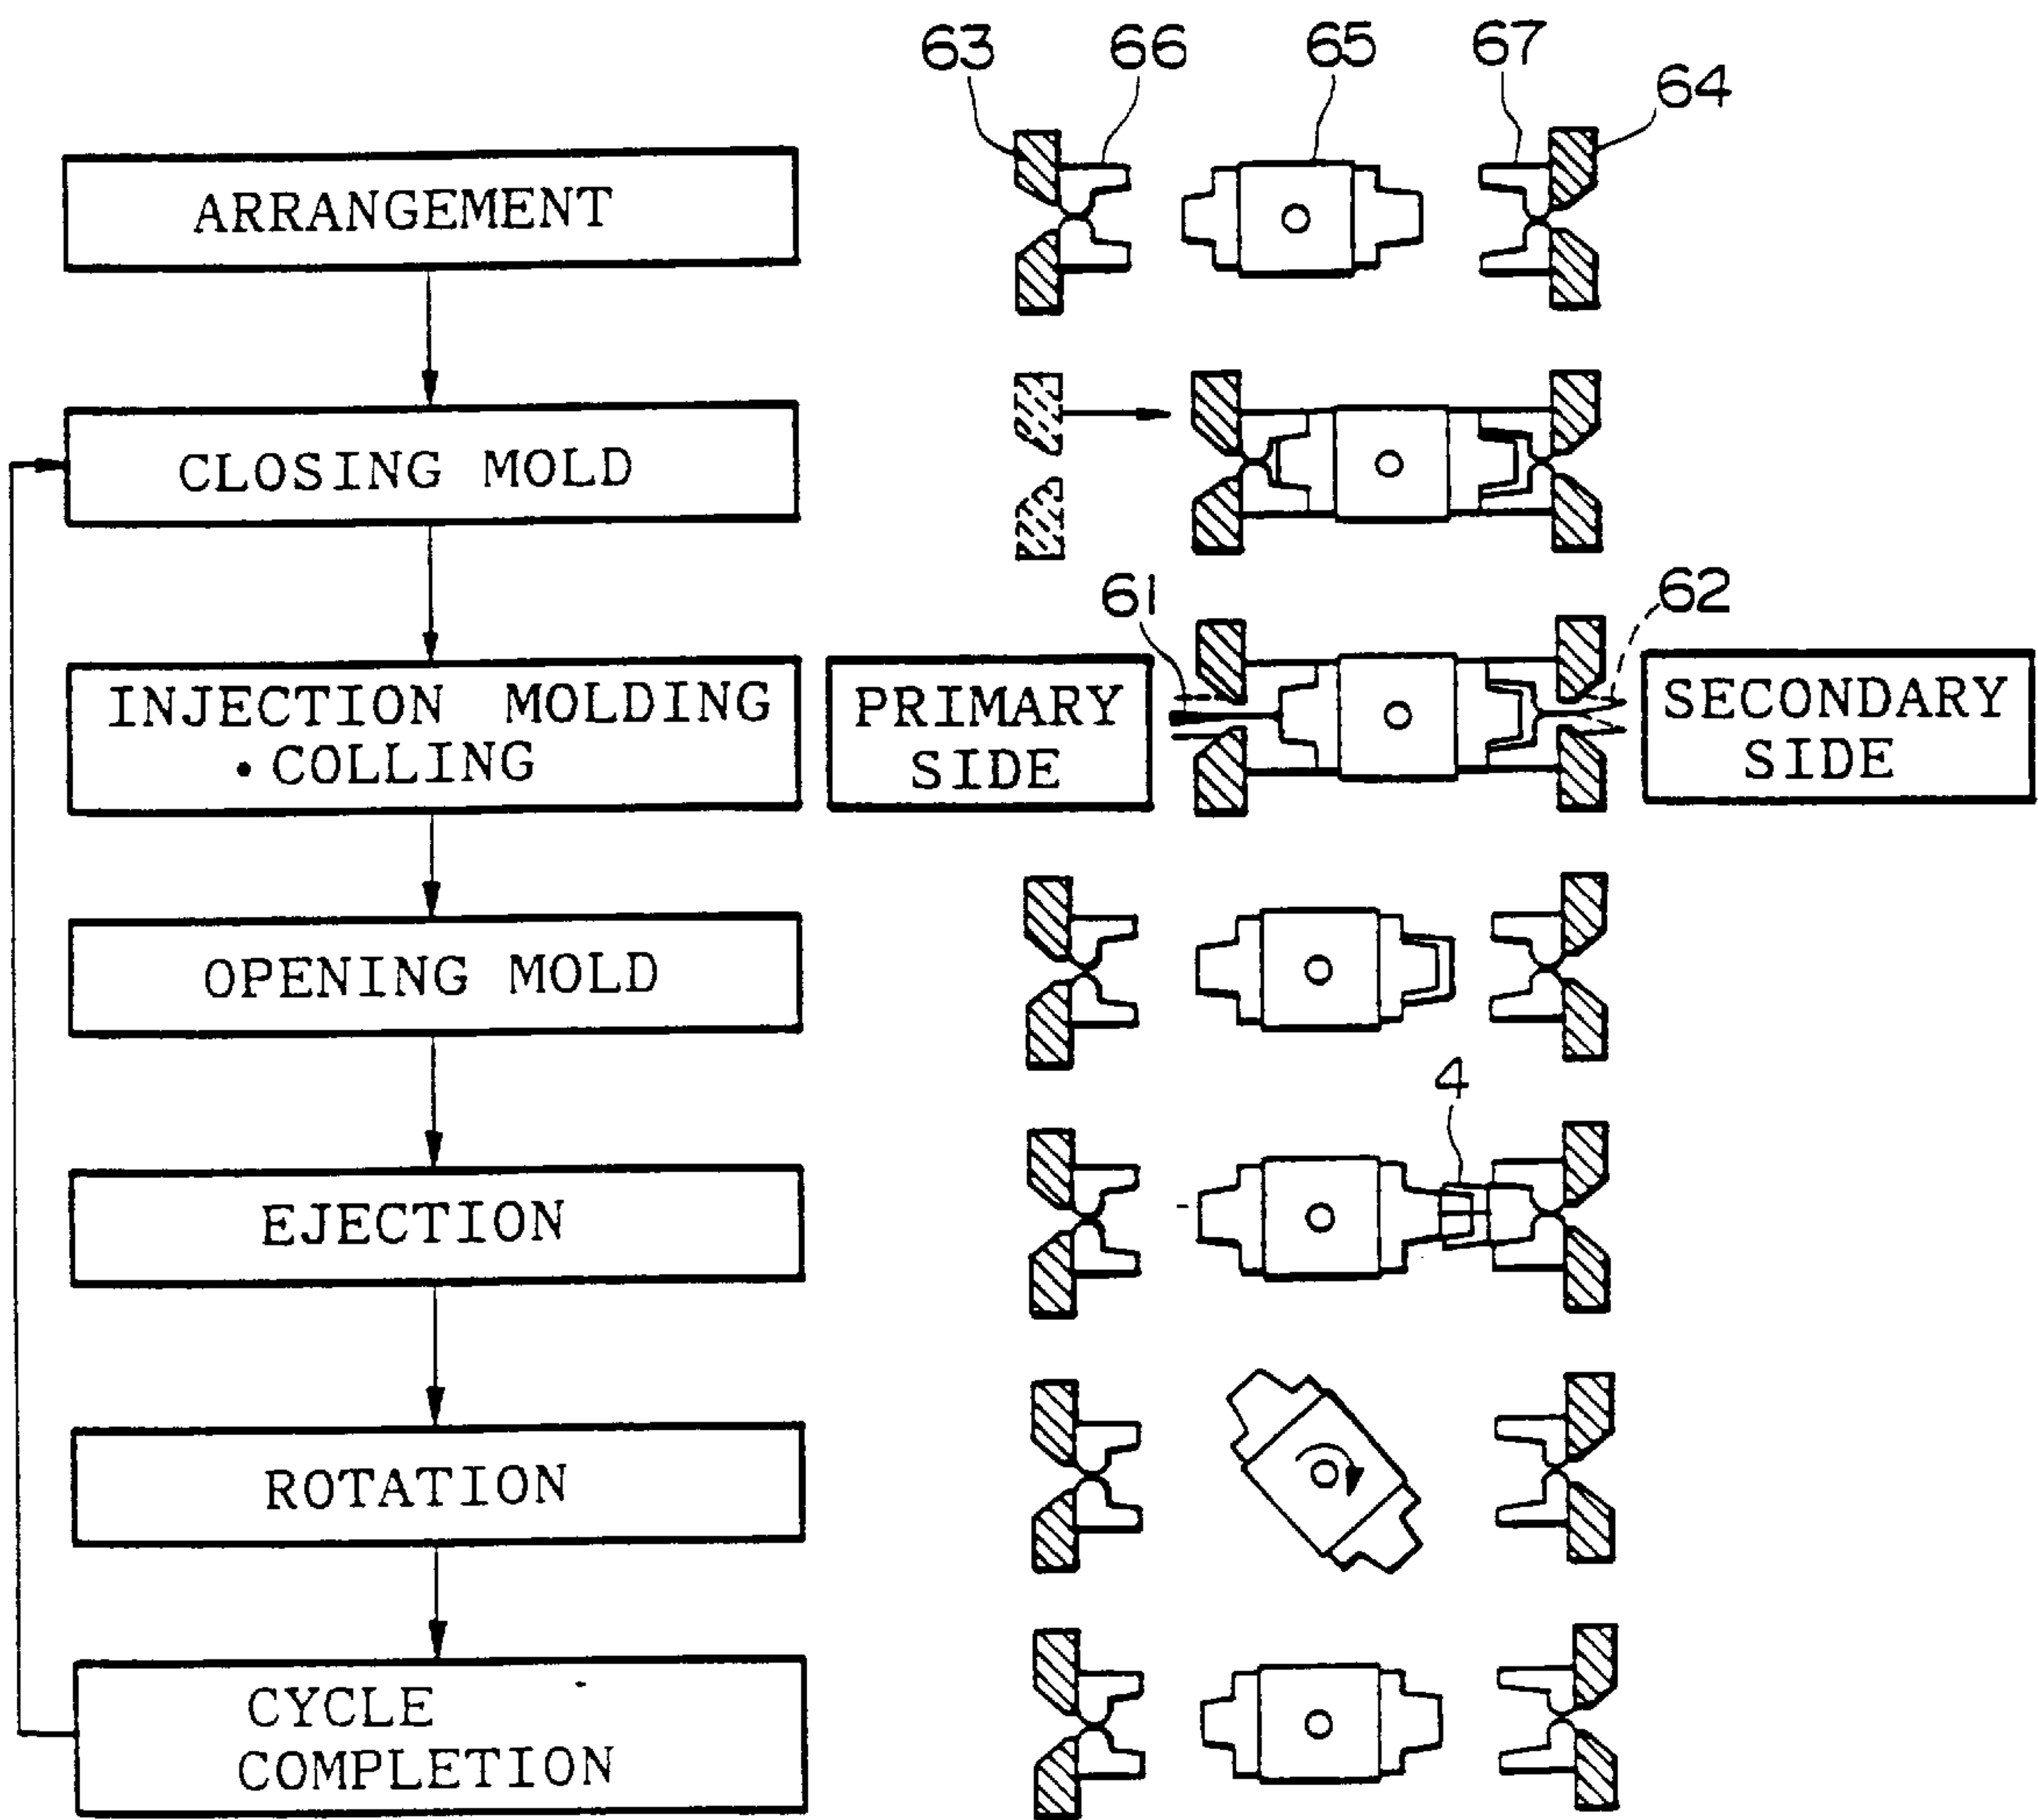 63 66 65 67 64
ARRANGEMENT
CLOSING MOLD
61 62
INJECTION MOLDING
• COLLING
PRIMARY
SIDE
SECONDARY
SIDE
OPENING MOLD
4
EJECTION
ROTATION
CYCLE
COMPLETION